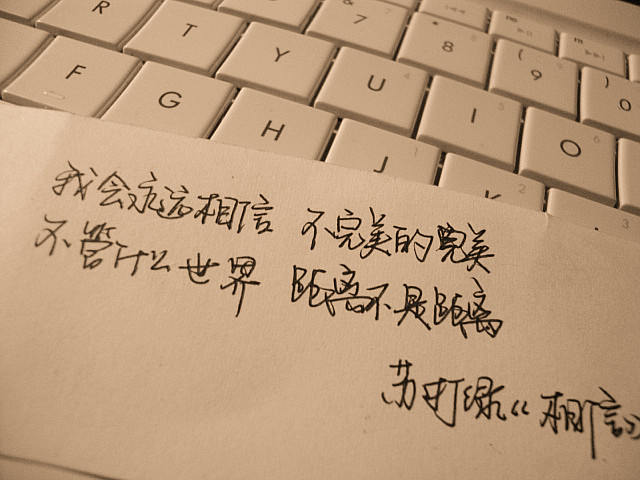 R T Y & 7 * 8 ( 9 ) 0
F G H U I O
J K
我会永远相信 不完美的完美
不管什么世界 距离不是距离
苏打绿《相信》